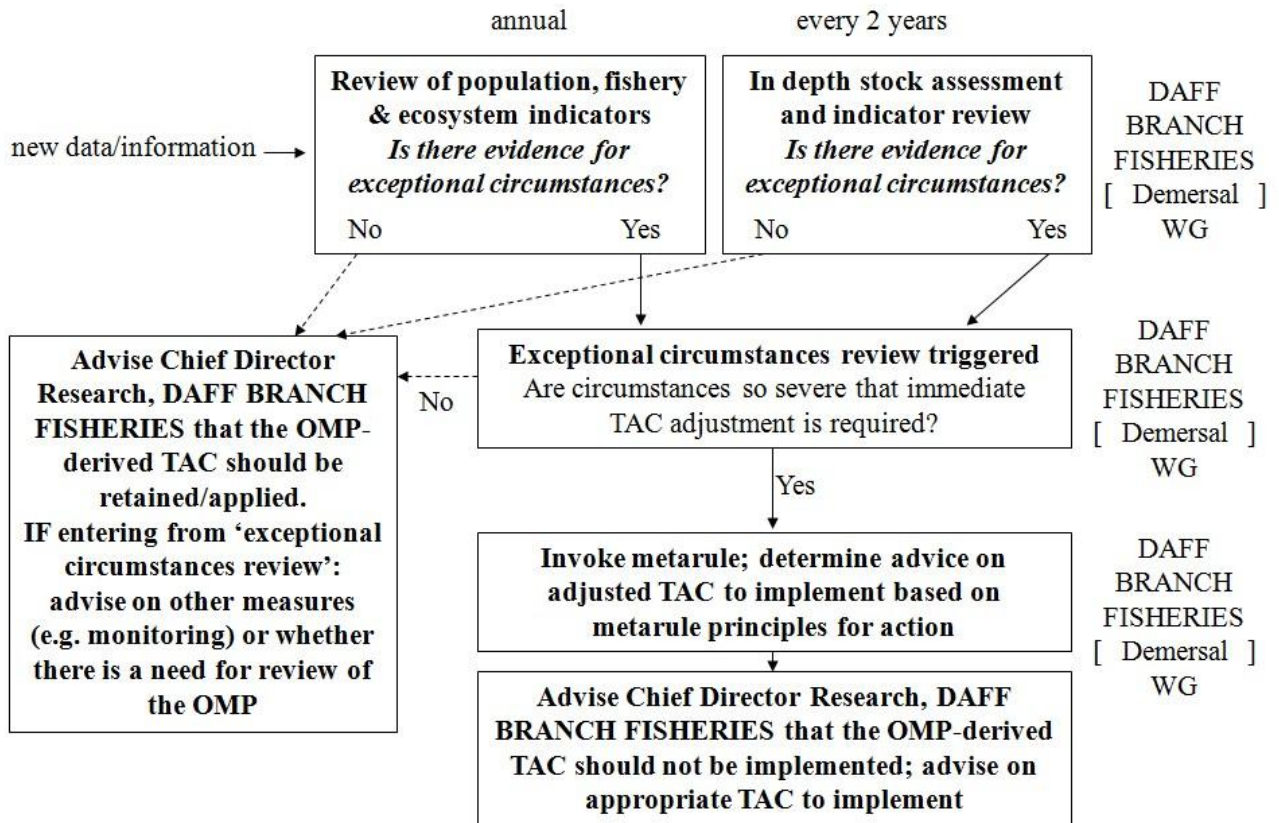 annual
every 2 years
new data/information
Review of population, fishery
& ecosystem indicators
Is there evidence for
exceptional circumstances?
No
Yes
In depth stock assessment
and indicator review
Is there evidence for
exceptional circumstances?
No
Yes
DAFF
BRANCH
FISHERIES
[ Demersal ]
WG
Advise Chief Director
Research, DAFF BRANCH
FISHERIES that the OMP-
derived TAC should be
retained/applied.
IF entering from ‘exceptional
circumstances review’:
advise on other measures
(e.g. monitoring) or whether
there is a need for review of
the OMP
No
Exceptional circumstances review triggered
Are circumstances so severe that immediate
TAC adjustment is required?
DAFF
BRANCH
FISHERIES
[ Demersal ]
WG
Yes
Invoke metarule; determine advice on
adjusted TAC to implement based on
metarule principles for action
DAFF
BRANCH
FISHERIES
[ Demersal ]
WG
Advise Chief Director Research, DAFF
BRANCH FISHERIES that the OMP-derived
TAC should not be implemented; advise on
appropriate TAC to implement